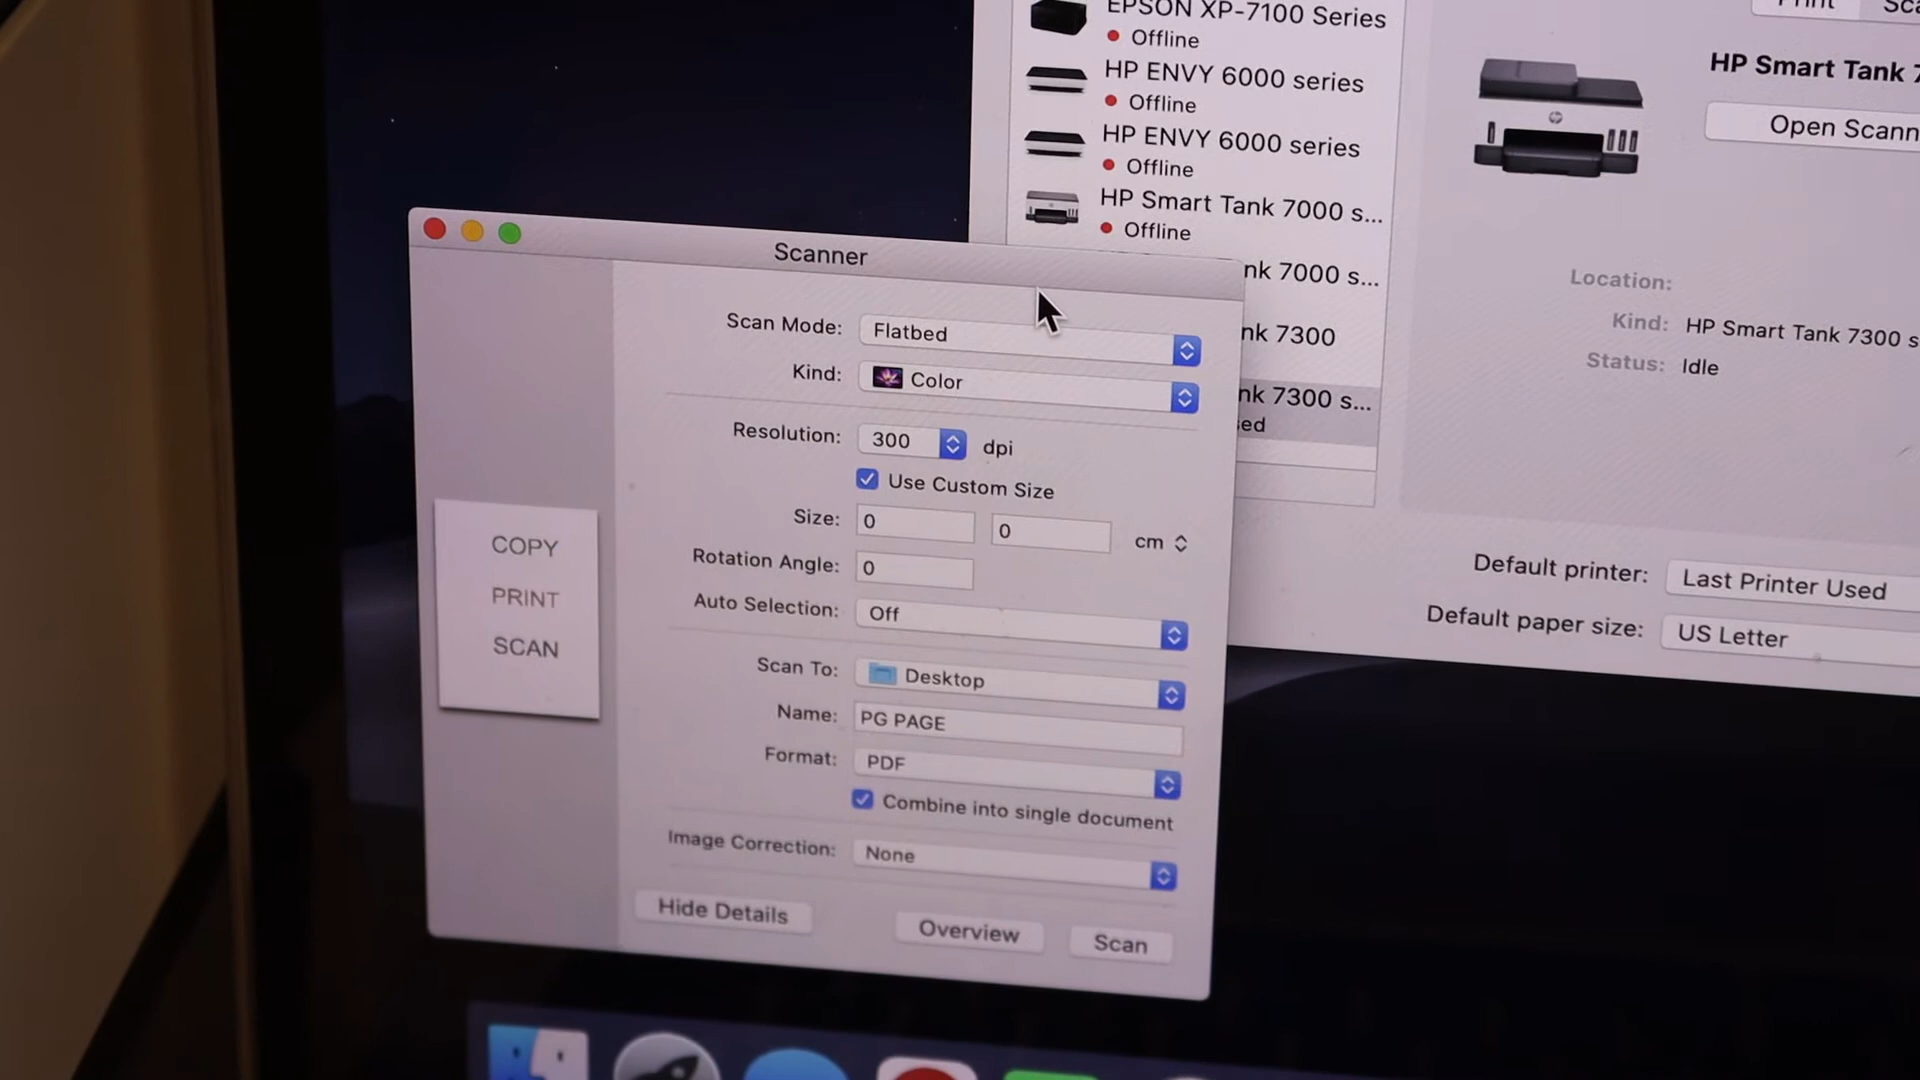 EPSON XP-7100 Series
Offline
HP ENVY 6000 series
Offline
HP ENVY 6000 series
Offline
HP Smart Tank 7000 s...
Offline
nk 7000 s...
nk 7300
nk 7300 s...
Print
HP Smart Tank 7
Open Scann
Location:
Kind: HP Smart Tank 7300 s
Status: Idle
Default printer: Last Printer Used
Default paper size: US Letter
Scanner
COPY
PRINT
SCAN
Scan Mode: Flatbed
Kind: Color
Resolution: 300 dpi
Use Custom Size
Size: 0 0 cm
Rotation Angle: 0
Auto Selection: Off
Scan To: Desktop
Name: PG PAGE
Format: PDF
Combine into single document
Image Correction: None
Hide Details
Overview
Scan